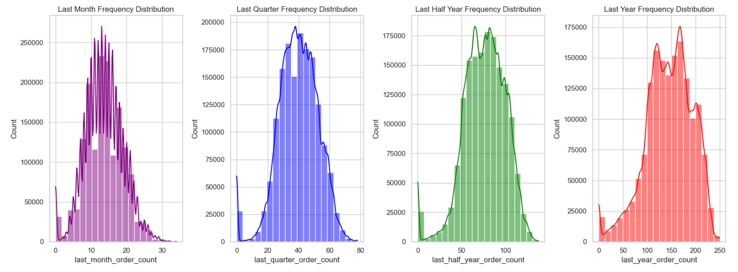 Last Month Frequency Distribution
250000
200000
150000
100000
50000
0
Count
0 10 20 30
last_month_order_count
Last Quarter Frequency Distribution
200000
175000
150000
125000
100000
75000
50000
25000
0
Count
0 20 40 60 80
last_quarter_order_count
Last Half Year Frequency Distribution
175000
150000
125000
100000
75000
50000
25000
0
Count
0 50 100
last_half_year_order_count
Last Year Frequency Distribution
175000
150000
125000
100000
75000
50000
25000
0
Count
0 50 100 150 200 250
last_year_order_count